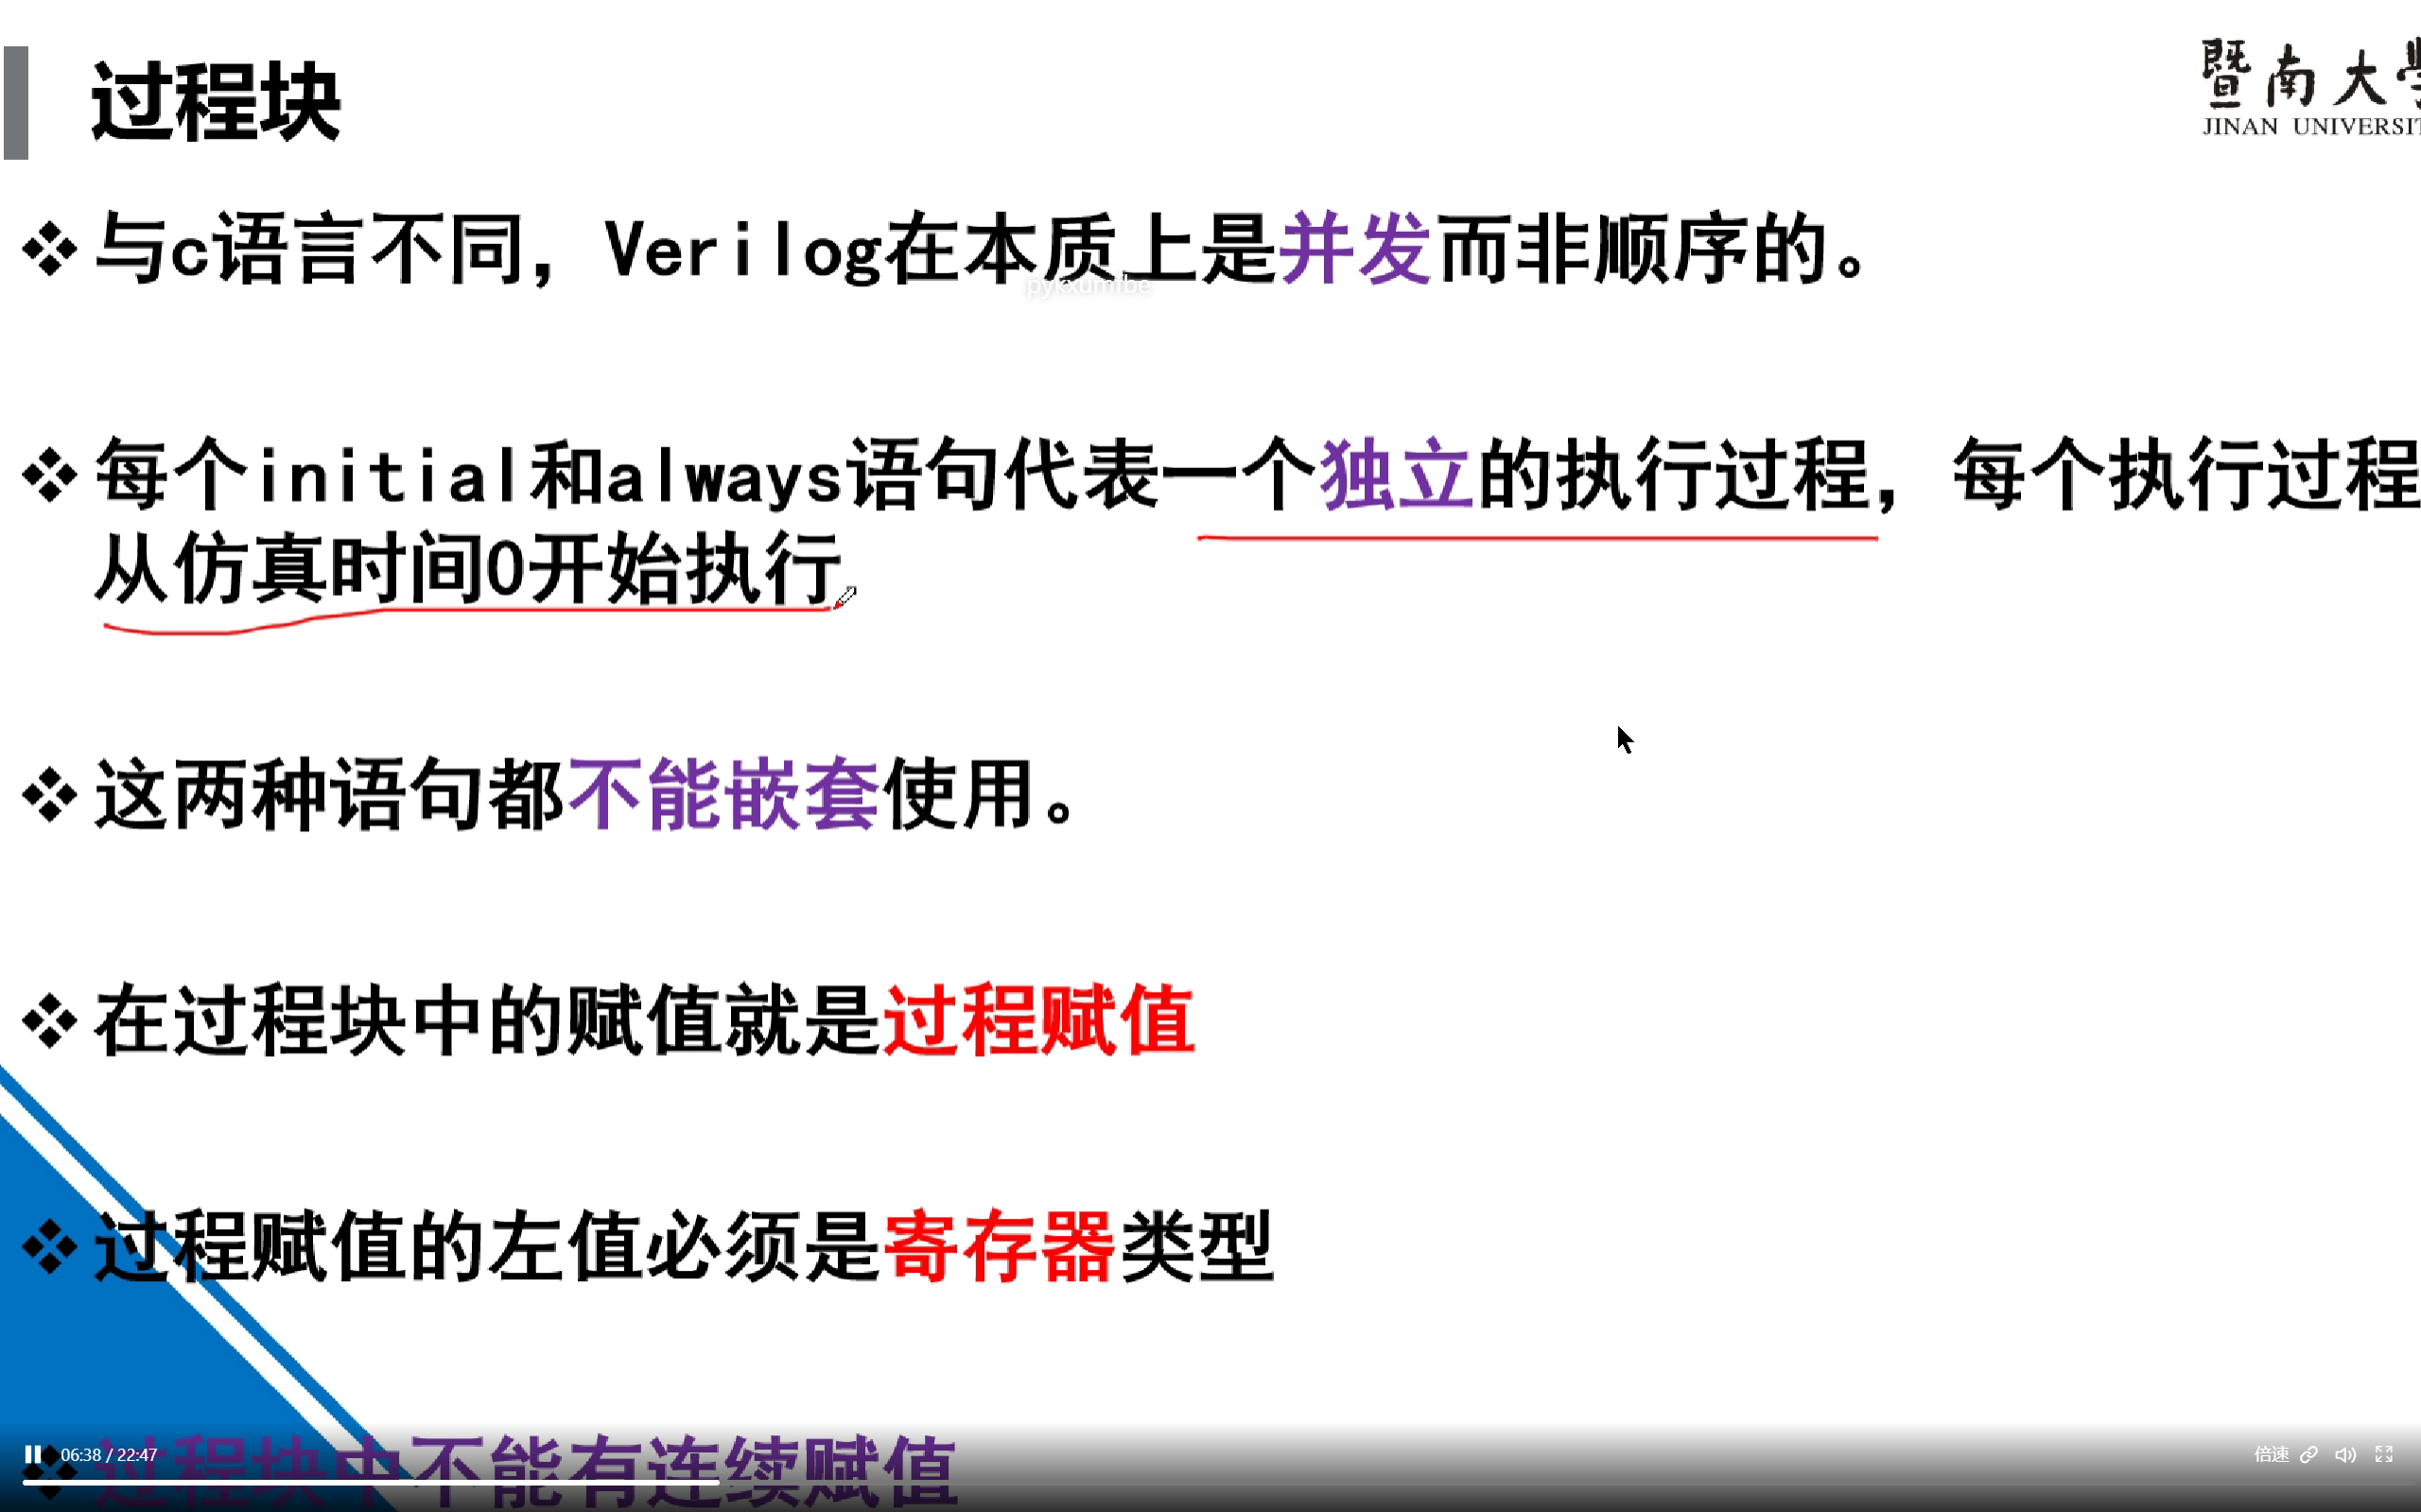 过程块
暨南大學
JINAN UNIVERSIT
❖与c语言不同，Verilog在本质上是并发而非顺序的。
❖每个initial和always语句代表一个独立的执行过程，每个执行过程
从仿真时间0开始执行。
❖这两种语句都不能嵌套使用。
❖在过程块中的赋值就是过程赋值
❖过程赋值的左值必须是寄存器类型
❖过程块中不能有连续赋值
06:38 / 22:47
倍速